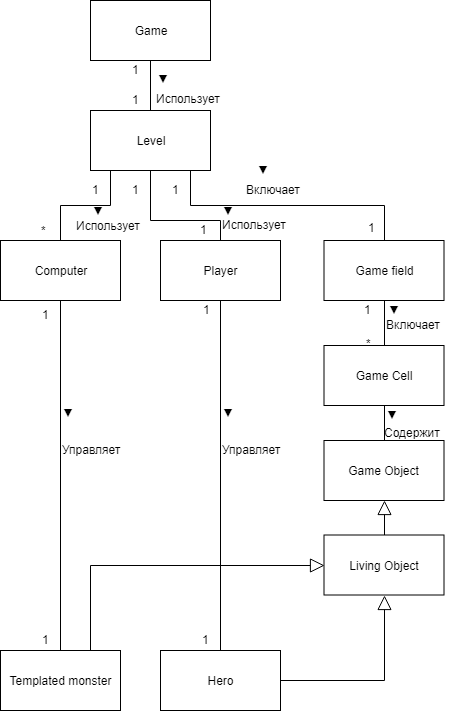 Game
1
▼
1
Использует
Level
1
1
1
▼
Включает
▼
▼
*
Использует
1
Использует
1
Computer
Player
Game field
1
1
1
▼
Включает
*
Game Cell
▼
▼
▼
Содержит
Управляет
Управляет
Game Object
Living Object
1
1
Templated monster
Hero